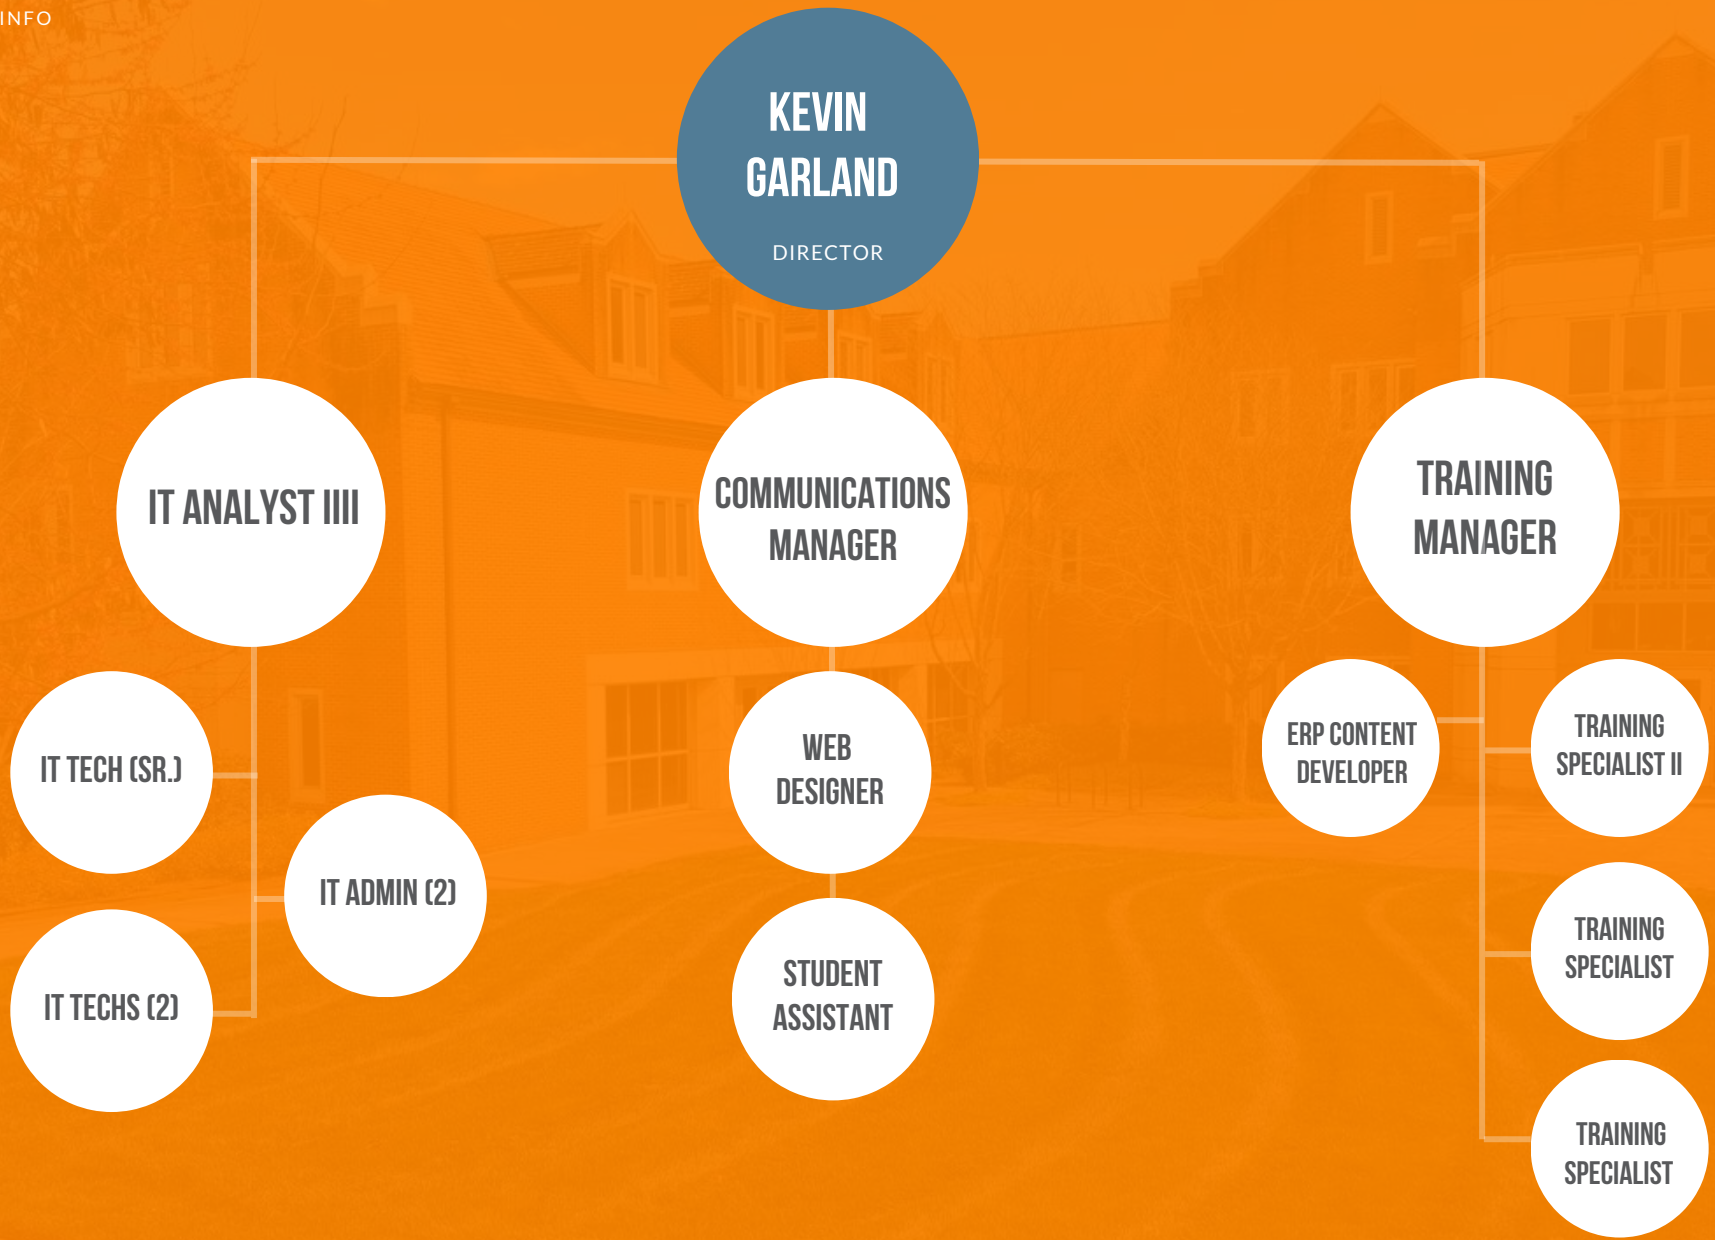 INFO
KEVIN
GARLAND
DIRECTOR
IT ANALYST IIII
COMMUNICATIONS
MANAGER
TRAINING
MANAGER
IT TECH (SR.)
IT ADMIN (2)
IT TECHS (2)
WEB
DESIGNER
STUDENT
ASSISTANT
ERP CONTENT
DEVELOPER
TRAINING
SPECIALIST II
TRAINING
SPECIALIST
TRAINING
SPECIALIST